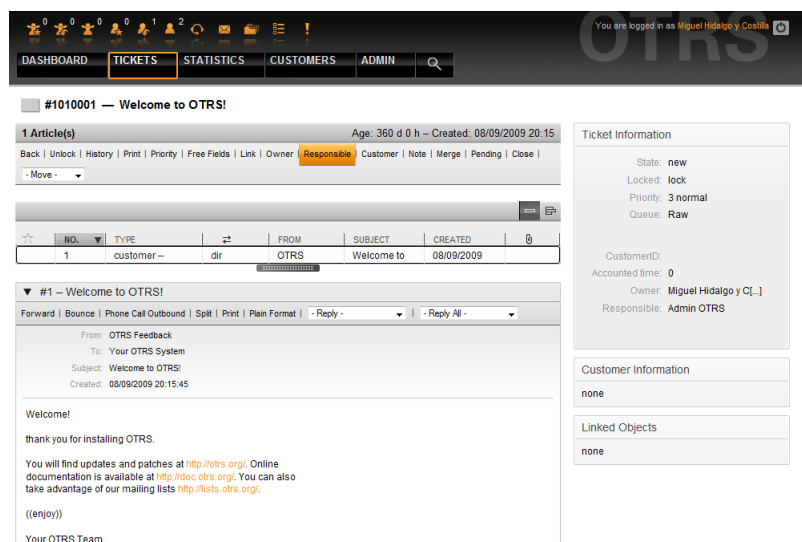 0 0 0 0 1 2
You are logged in as Miguel Hidalgo y Costilla
OTRS
DASHBOARD TICKETS STATISTICS CUSTOMERS ADMIN
#1010001 — Welcome to OTRS!
1 Article(s) Age: 360 d 0 h – Created: 08/09/2009 20:15
Back | Unlock | History | Print | Priority | Free Fields | Link | Owner | Responsible | Customer | Note | Merge | Pending | Close |
- Move -
NO. TYPE FROM SUBJECT CREATED
1 customer – dir OTRS Welcome to 08/09/2009
#1 – Welcome to OTRS!
Forward | Bounce | Phone Call Outbound | Split | Print | Plain Format | - Reply - | - Reply All -
From: OTRS Feedback
To: Your OTRS System
Subject: Welcome to OTRS!
Created: 08/09/2009 20:15:45
Welcome!
thank you for installing OTRS.
You will find updates and patches at http://otrs.org/. Online
documentation is available at http://doc.otrs.org/. You can also
take advantage of our mailing lists http://lists.otrs.org/.
((enjoy))
Your OTRS Team
Ticket Information
State: new
Locked: lock
Priority: 3 normal
Queue: Raw
CustomerID:
Accounted time: 0
Owner: Miguel Hidalgo y C[...]
Responsible: Admin OTRS
Customer Information
none
Linked Objects
none